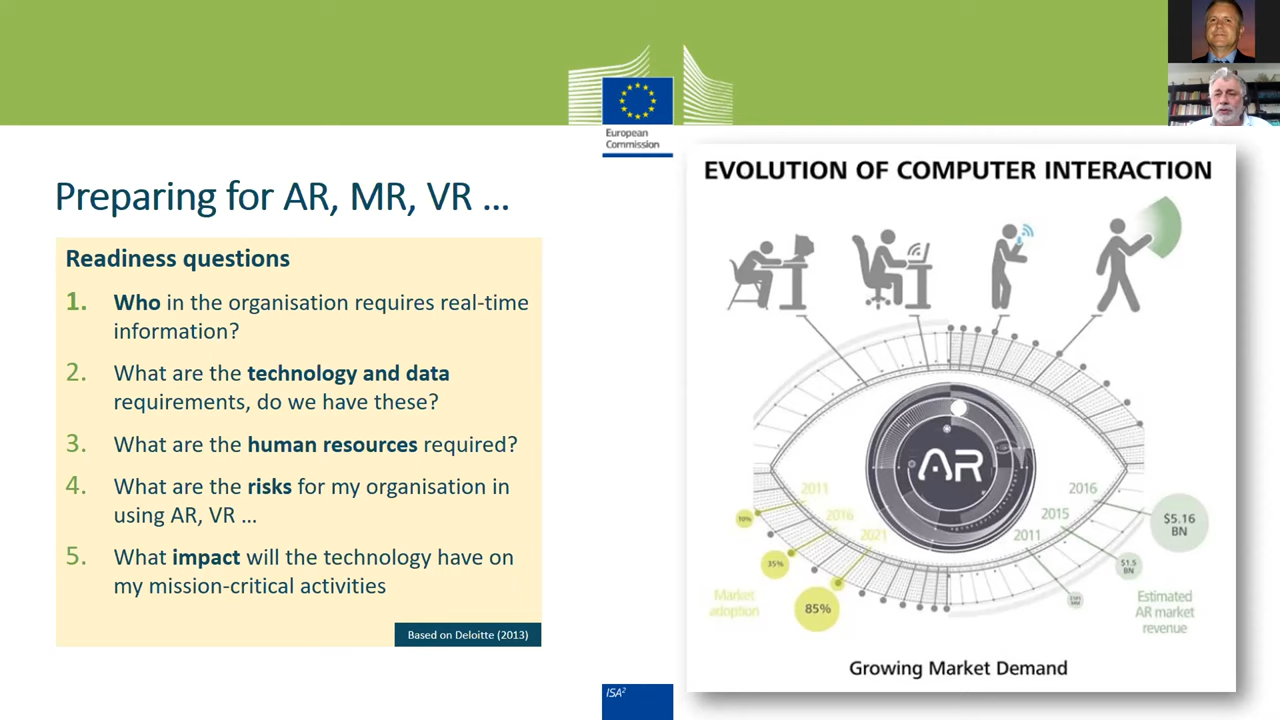 European
Commission
Preparing for AR, MR, VR ...
Readiness questions
1. Who in the organisation requires real-time
information?
2. What are the technology and data
requirements, do we have these?
3. What are the human resources required?
4. What are the risks for my organisation in
using AR, VR ...
5. What impact will the technology have on
my mission-critical activities
Based on Deloitte (2013)
ISA²
EVOLUTION OF COMPUTER INTERACTION
AR
2011
2016
2021
10%
35%
85%
Market
adoption
2016
2015
2011
$5.16
BN
$1.5
BN
BN
Estimated
AR market
revenue
Growing Market Demand